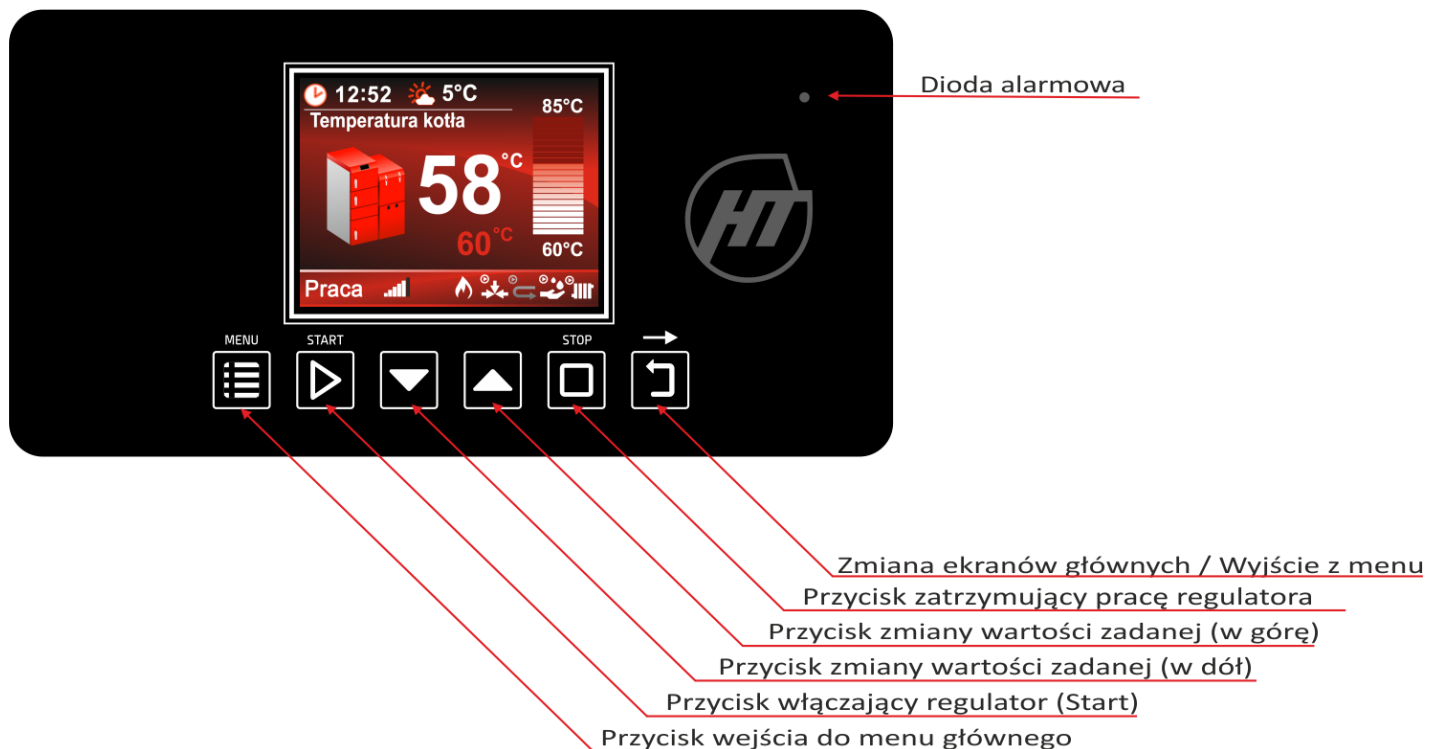 12:52 5°C
Temperatura kotła
85°C
58°C
60°C
60°C
Praca
HT
Dioda alarmowa
MENU START STOP
Zmiana ekranów głównych / Wyjście z menu
Przycisk zatrzymujący pracę regulatora
Przycisk zmiany wartości zadanej (w górę)
Przycisk zmiany wartości zadanej (w dół)
Przycisk włączający regulator (Start)
Przycisk wejścia do menu głównego